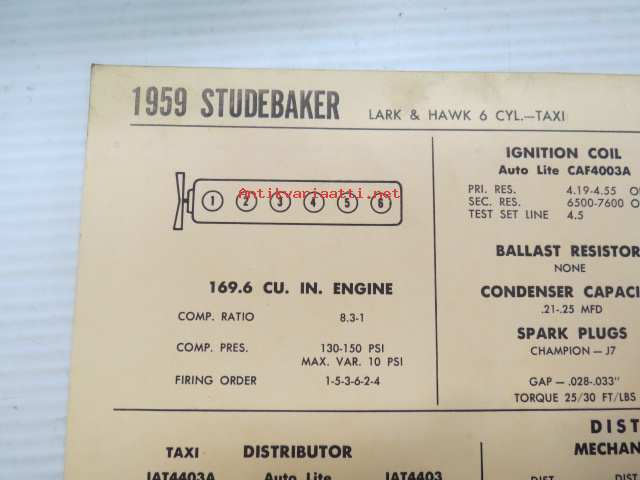 1959 STUDEBAKER LARK & HAWK 6 CYL.—TAXI
1 2 3 4 5 6
Antikvariaatti.net
169.6 CU. IN. ENGINE
COMP. RATIO 8.3-1
COMP. PRES. 130-150 PSI
MAX. VAR. 10 PSI
FIRING ORDER 1-5-3-6-2-4
IGNITION COIL
Auto Lite CAF4003A
PRI. RES. 4.19-4.55
SEC. RES. 6500-7600
TEST SET LINE 4.5
BALLAST RESISTOR
NONE
CONDENSER CAPACI
.21-.25 MFD
SPARK PLUGS
CHAMPION — J7
GAP — .028-.033"
TORQUE 25/30 FT/LBS
TAXI DISTRIBUTOR
IAT4403A Auto Lite IAT4403
DIST
MECHAN
DIST. DIST